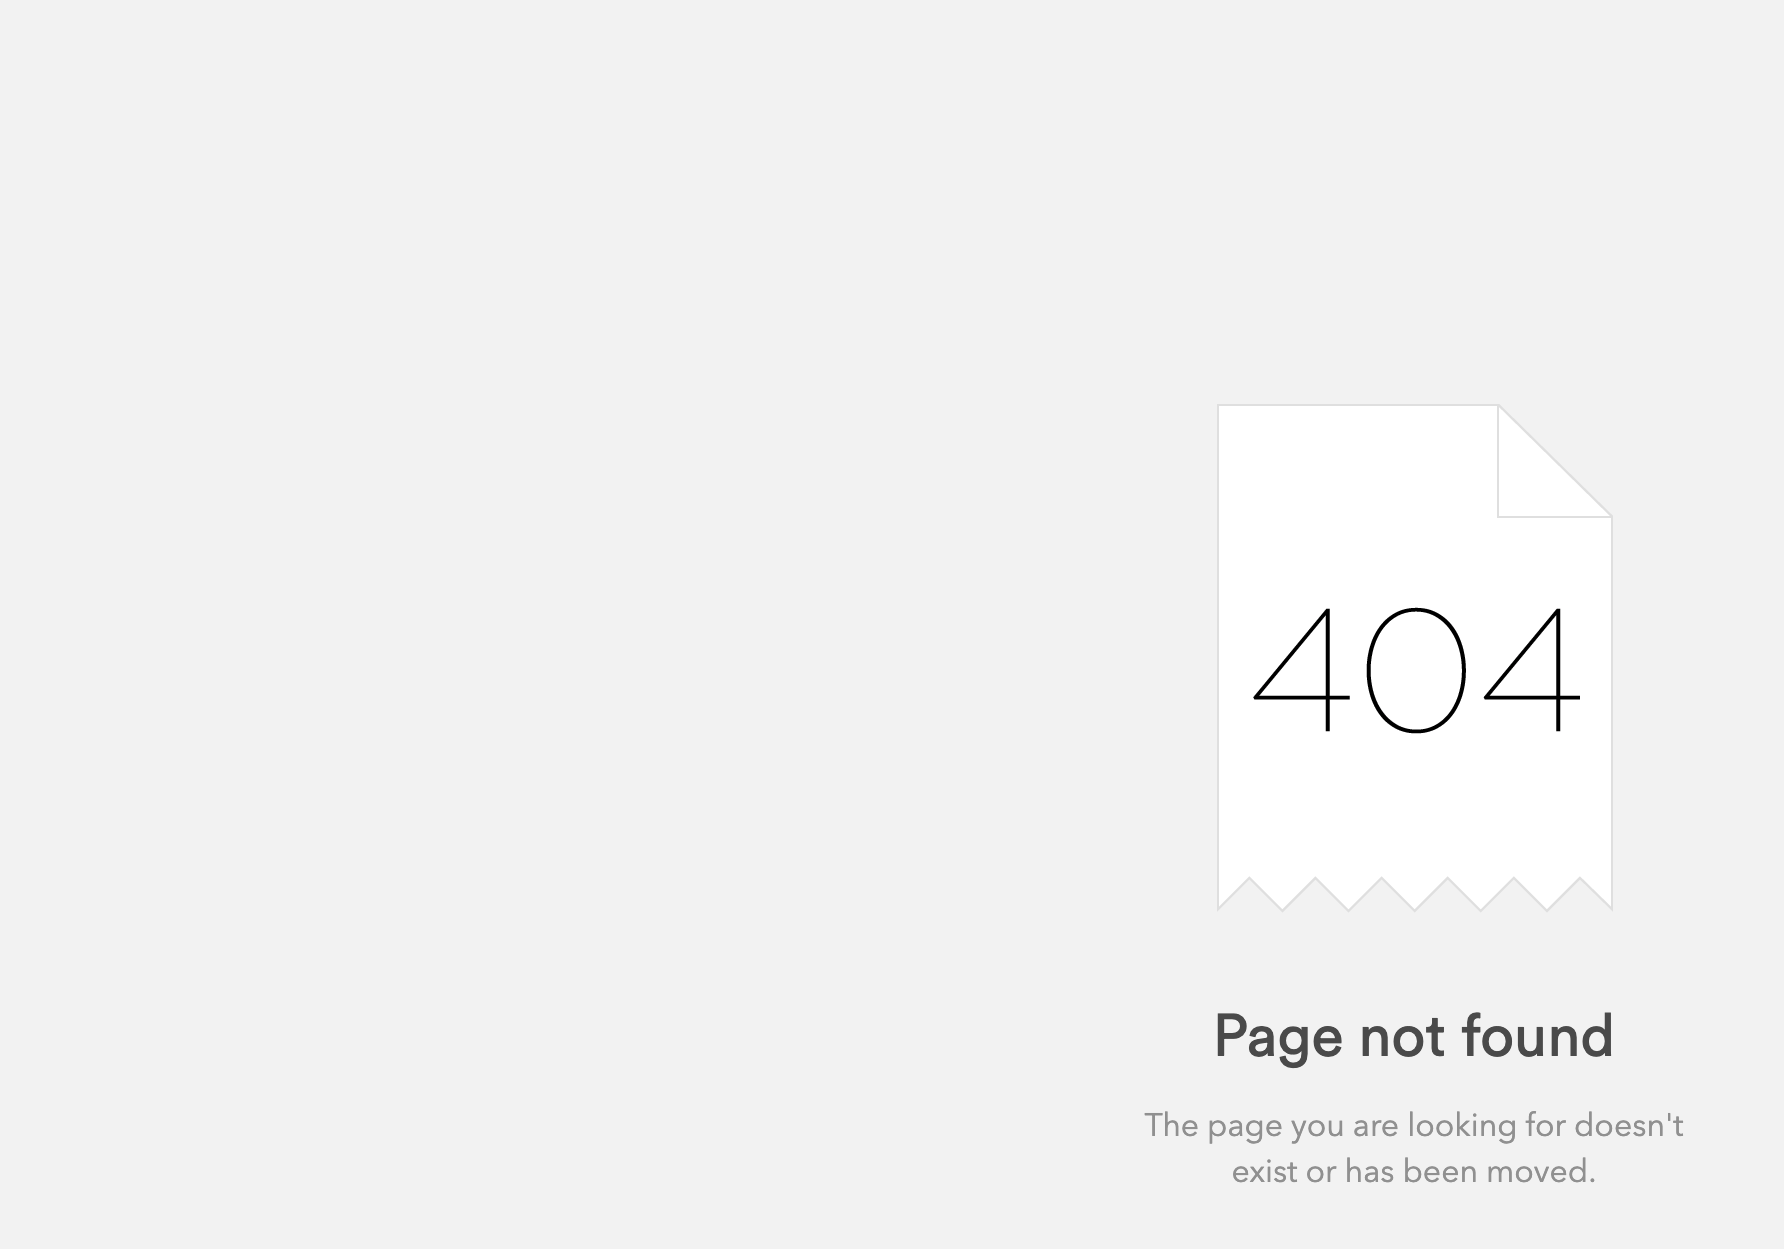 404
Page not found
The page you are looking for doesn't
exist or has been moved.